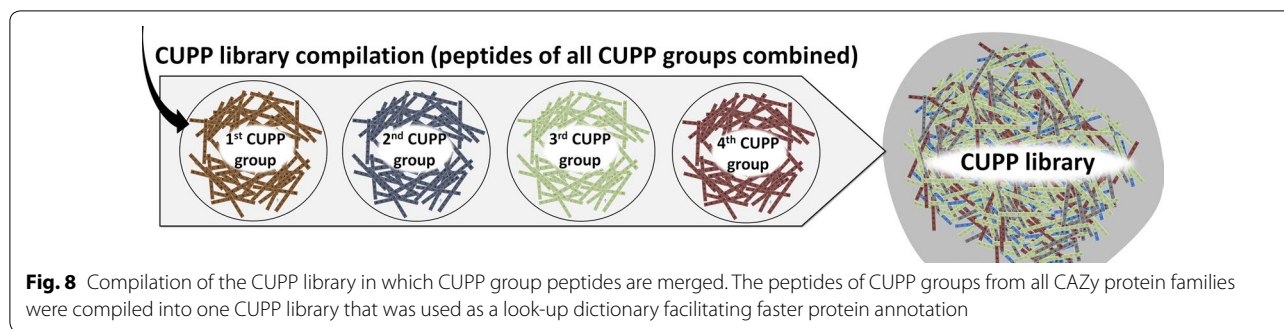 CUPP library compilation (peptides of all CUPP groups combined)
1st CUPP
group
2nd CUPP
group
3rd CUPP
group
4th CUPP
group
CUPP library
Fig. 8 Compilation of the CUPP library in which CUPP group peptides are merged. The peptides of CUPP groups from all CAZy protein families
were compiled into one CUPP library that was used as a look-up dictionary facilitating faster protein annotation